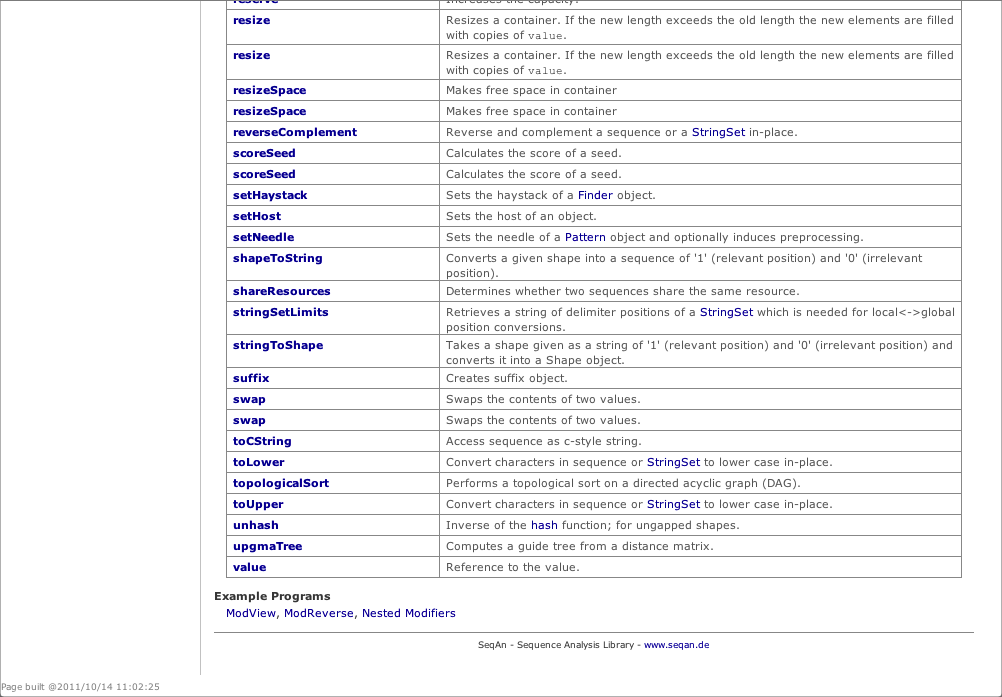 reserve Increases the capacity.
resize Resizes a container. If the new length exceeds the old length the new elements are filled
with copies of value.
resize Resizes a container. If the new length exceeds the old length the new elements are filled
with copies of value.
resizeSpace Makes free space in container
resizeSpace Makes free space in container
reverseComplement Reverse and complement a sequence or a StringSet in-place.
scoreSeed Calculates the score of a seed.
scoreSeed Calculates the score of a seed.
setHaystack Sets the haystack of a Finder object.
setHost Sets the host of an object.
setNeedle Sets the needle of a Pattern object and optionally induces preprocessing.
shapeToString Converts a given shape into a sequence of '1' (relevant position) and '0' (irrelevant
position).
shareResources Determines whether two sequences share the same resource.
stringSetLimits Retrieves a string of delimiter positions of a StringSet which is needed for local<->global
position conversions.
stringToShape Takes a shape given as a string of '1' (relevant position) and '0' (irrelevant position) and
converts it into a Shape object.
suffix Creates suffix object.
swap Swaps the contents of two values.
swap Swaps the contents of two values.
toCString Access sequence as c-style string.
toLower Convert characters in sequence or StringSet to lower case in-place.
topologicalSort Performs a topological sort on a directed acyclic graph (DAG).
toUpper Convert characters in sequence or StringSet to lower case in-place.
unhash Inverse of the hash function; for ungapped shapes.
upgmaTree Computes a guide tree from a distance matrix.
value Reference to the value.
Example Programs
ModView, ModReverse, Nested Modifiers
SeqAn - Sequence Analysis Library - www.seqan.de
Page built @2011/10/14 11:02:25